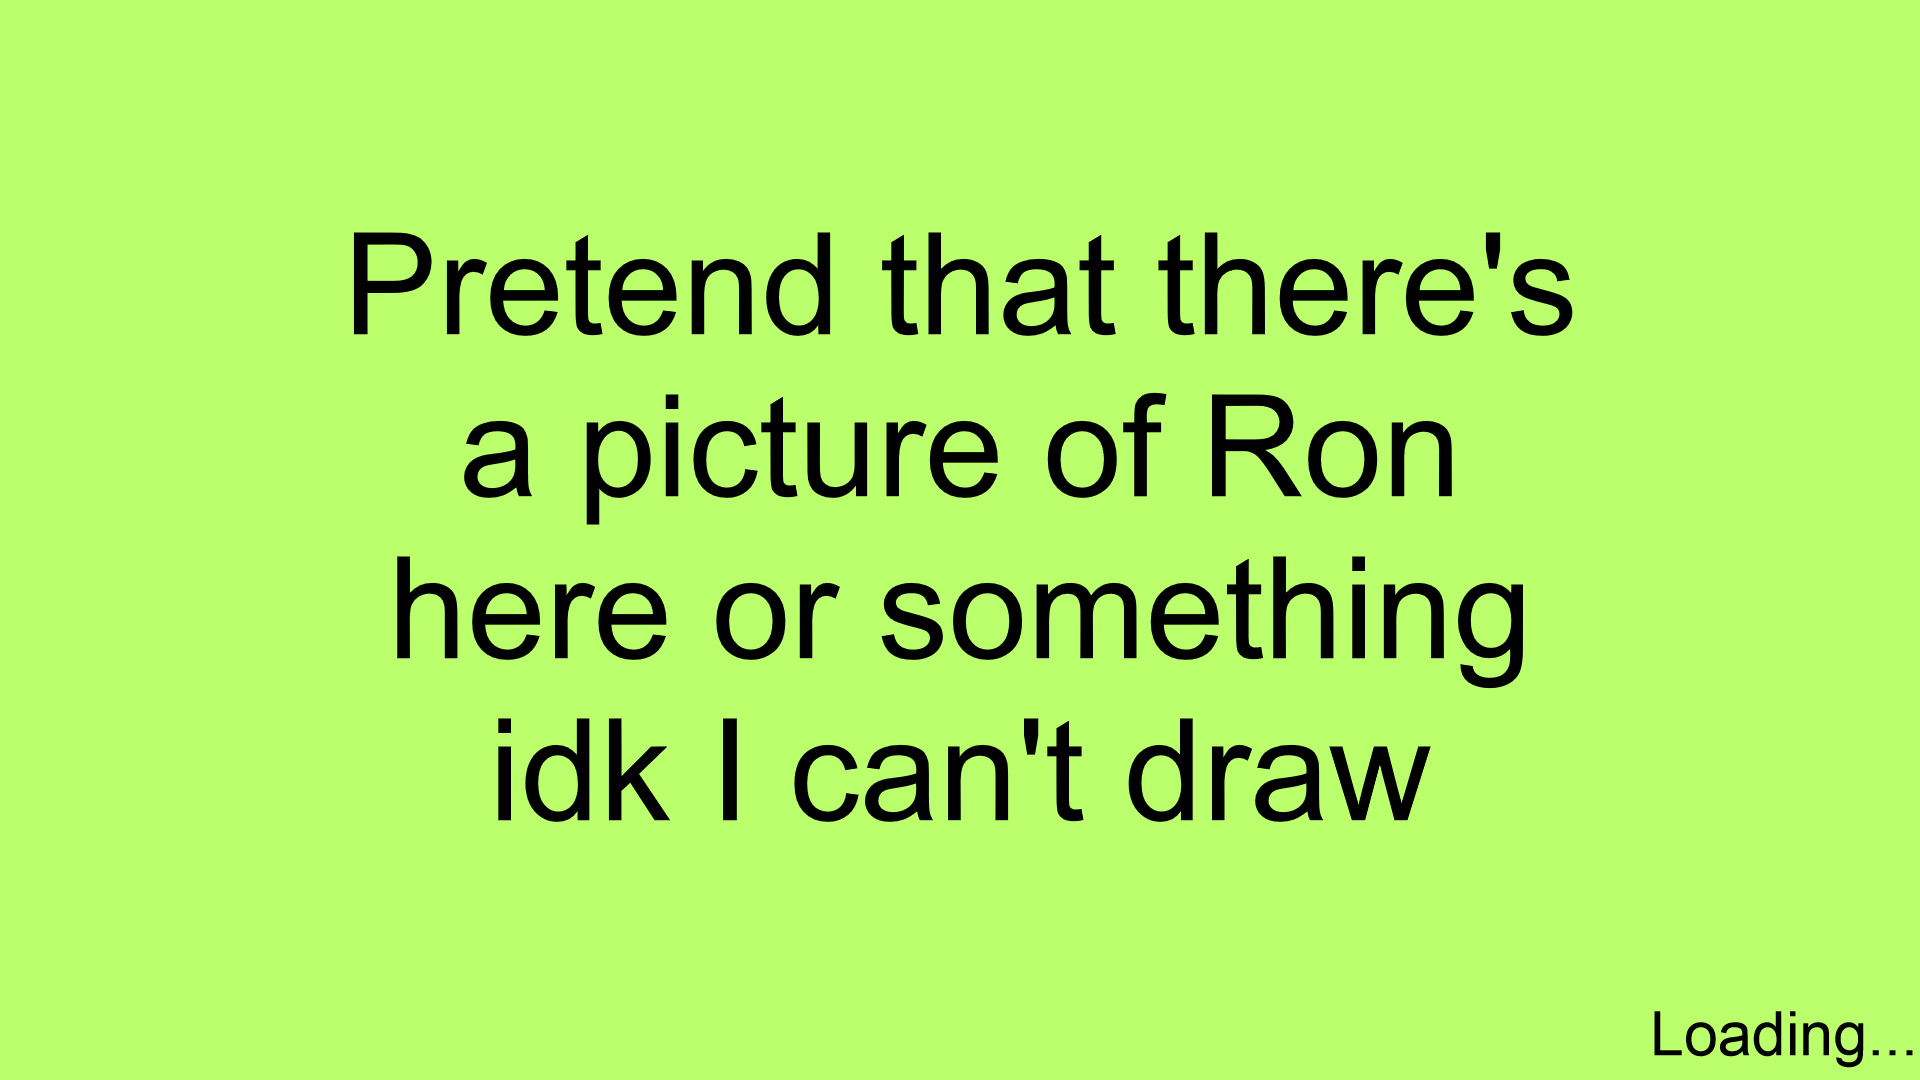 Pretend that there's
a picture of Ron
here or something
idk I can't draw
Loading...